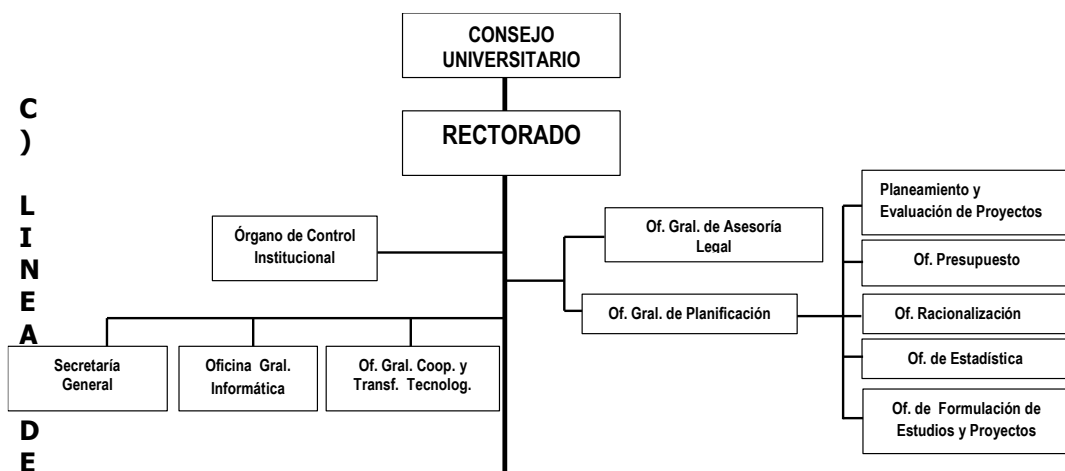 CONSEJO
UNIVERSITARIO
RECTORADO
C
)
L
I
N
E
A
D
E
Órgano de Control
Institucional
Of. Gral. de Asesoría
Legal
Of. Gral. de Planificación
Planeamiento y
Evaluación de Proyectos
Of. Presupuesto
Of. Racionalización
Of. de Estadística
Of. de Formulación de
Estudios y Proyectos
Secretaría
General
Oficina Gral.
Informática
Of. Gral. Coop. y
Transf. Tecnolog.